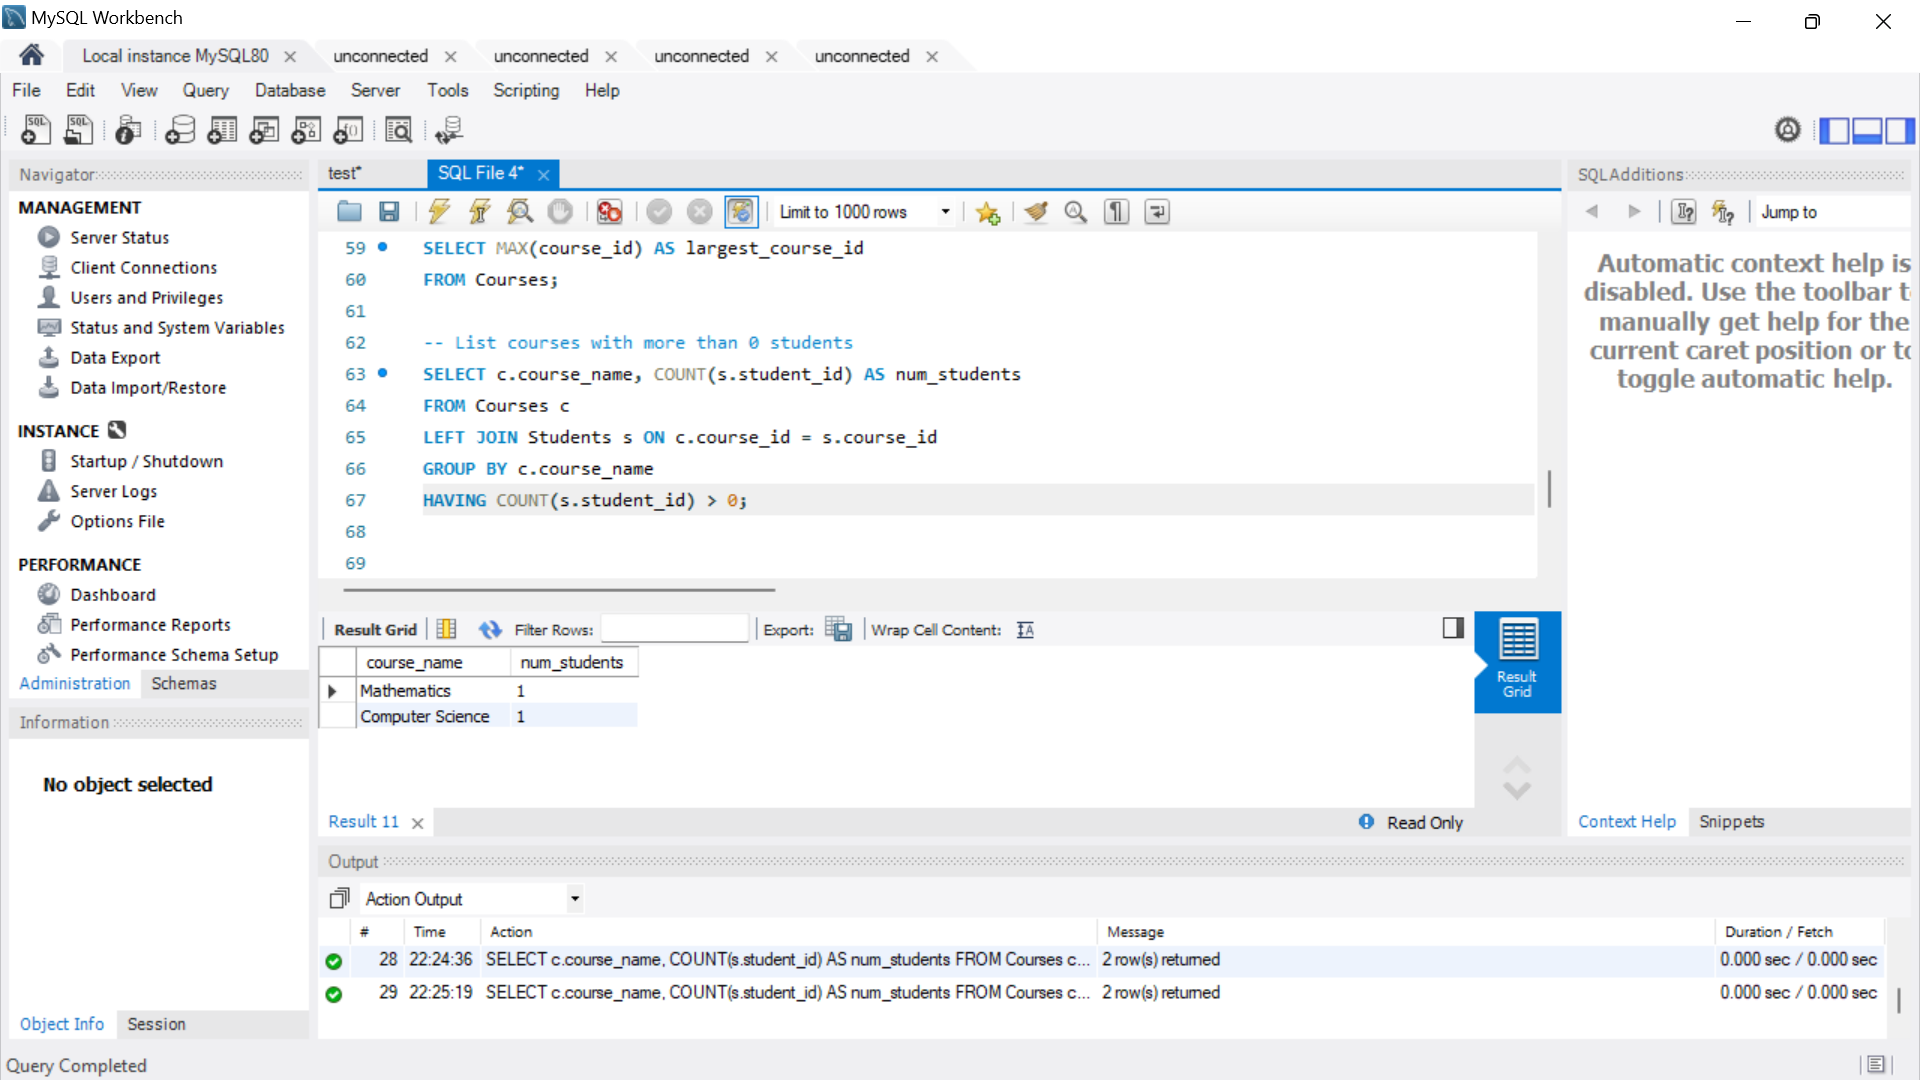 MySQL Workbench
Local instance MySQL80
unconnected
unconnected
unconnected
unconnected
File Edit View Query Database Server Tools Scripting Help
Navigator
MANAGEMENT
Server Status
Client Connections
Users and Privileges
Status and System Variables
Data Export
Data Import/Restore
INSTANCE
Startup / Shutdown
Server Logs
Options File
PERFORMANCE
Dashboard
Performance Reports
Performance Schema Setup
Administration Schemas
Information
No object selected
Object Info Session
test*
SQL File 4*
Limit to 1000 rows
59 SELECT MAX(course_id) AS largest_course_id
60 FROM Courses;
61
62 -- List courses with more than 0 students
63 SELECT c.course_name, COUNT(s.student_id) AS num_students
64 FROM Courses c
65 LEFT JOIN Students s ON c.course_id = s.course_id
66 GROUP BY c.course_name
67 HAVING COUNT(s.student_id) > 0;
68
69
Result Grid Filter Rows: Export: Wrap Cell Content:
course_name num_students
Mathematics 1
Computer Science 1
Result
Grid
Result 11
Read Only
SQLAdditions
Jump to
Automatic context help is
disabled. Use the toolbar t
manually get help for the
current caret position or to
toggle automatic help.
Context Help Snippets
Output
Action Output
# Time Action Message Duration / Fetch
28 22:24:36 SELECT c.course_name, COUNT(s.student_id) AS num_students FROM Courses c... 2 row(s) returned 0.000 sec / 0.000 sec
29 22:25:19 SELECT c.course_name, COUNT(s.student_id) AS num_students FROM Courses c... 2 row(s) returned 0.000 sec / 0.000 sec
Query Completed